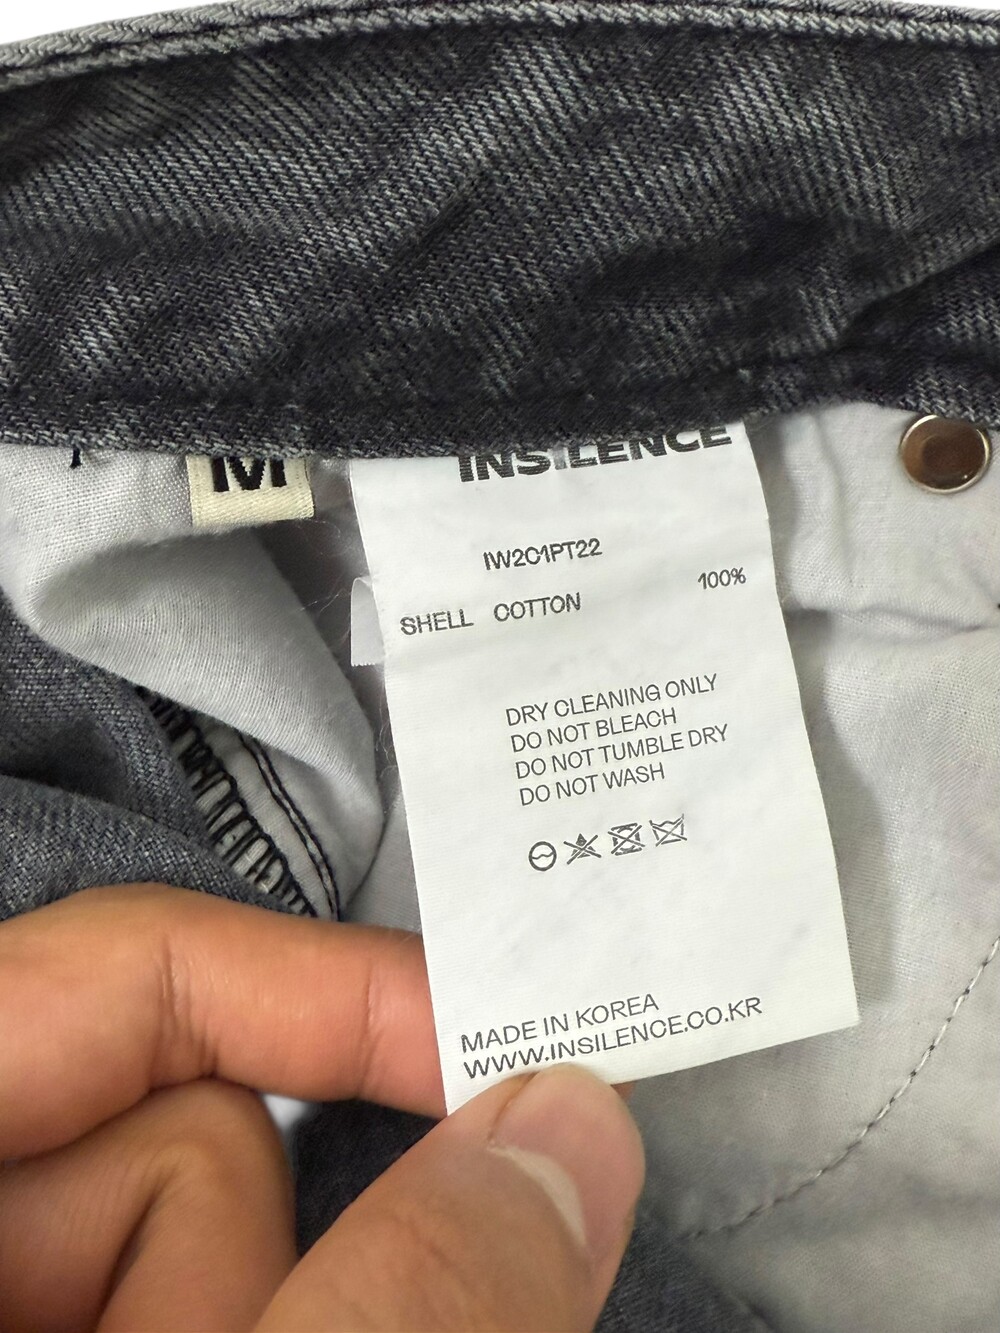 M
INSILENCE
IW2C1PT22
100%
SHELL COTTON
DRY CLEANING ONLY
DO NOT BLEACH
DO NOT TUMBLE DRY
DO NOT WASH
MADE IN KOREA
WWW.INSILENCE.CO.KR